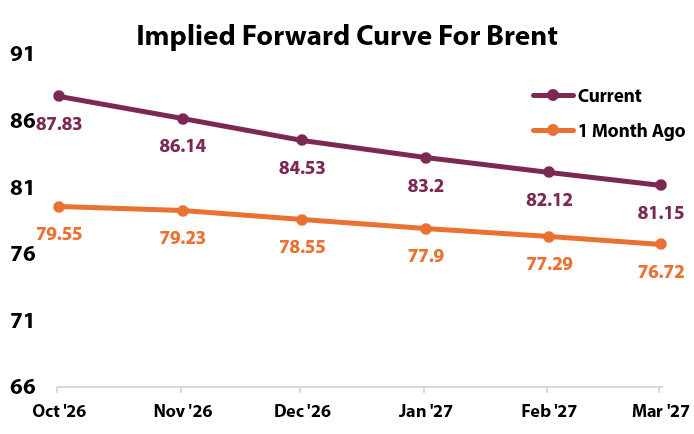 Implied Forward Curve For Brent
91
86
81
76
71
66
Current
1 Month Ago
87.83
86.14
84.53
83.2
82.12
81.15
79.55
79.23
78.55
77.9
77.29
76.72
Oct '26
Nov '26
Dec '26
Jan '27
Feb '27
Mar '27